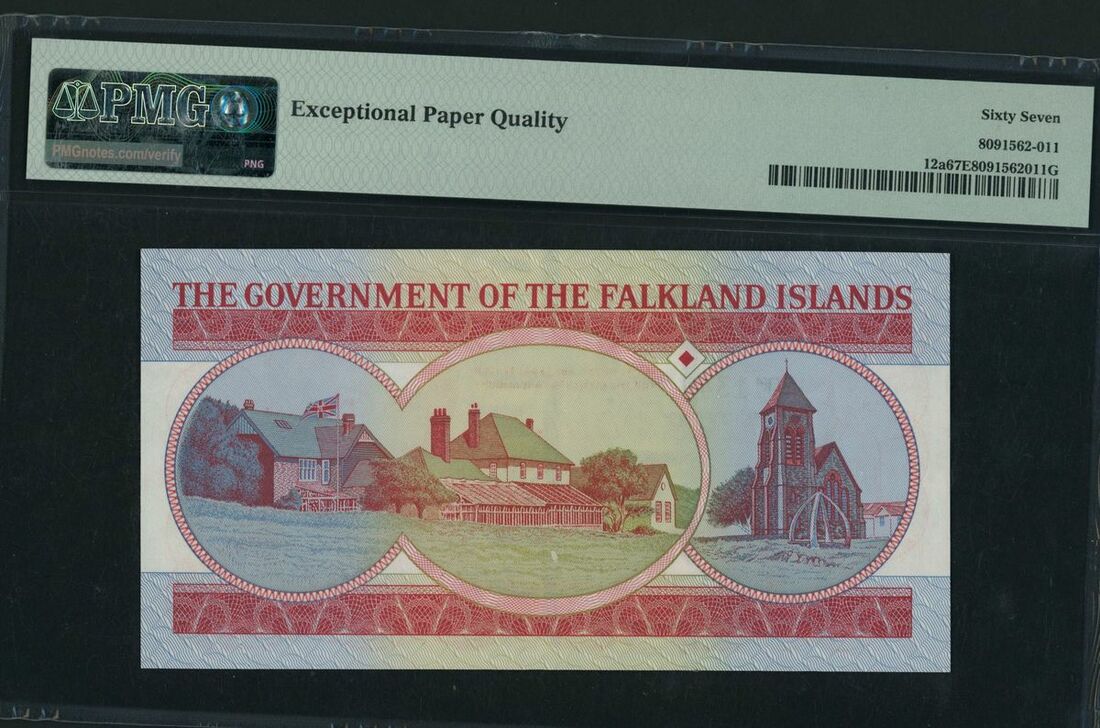 PMG
PMGnotes.com/verify
PNG
Exceptional Paper Quality
Sixty Seven
8091562-011
12a67E8091562011G
THE GOVERNMENT OF THE FALKLAND ISLANDS